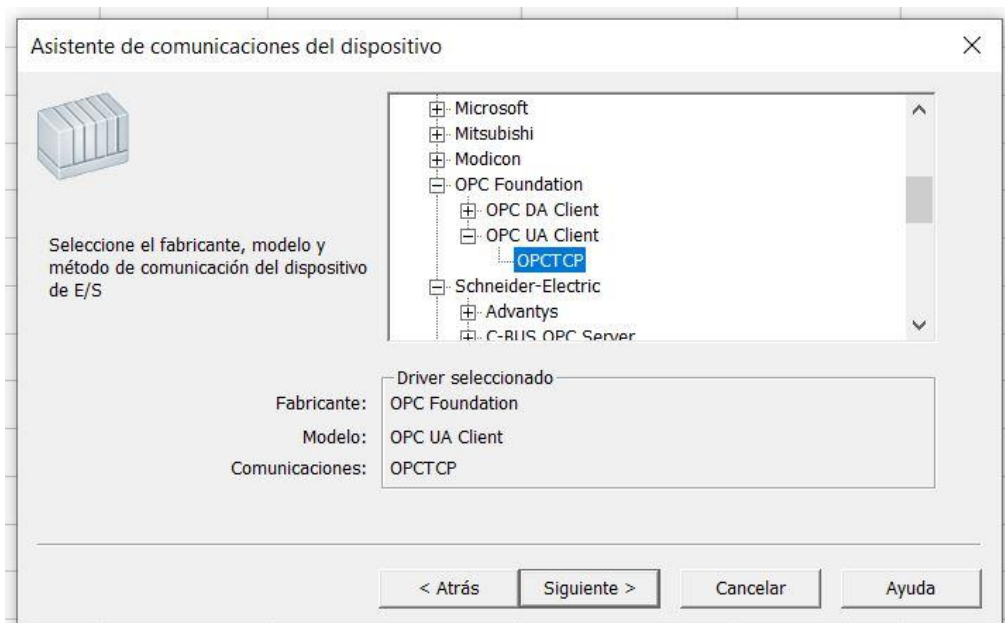 Asistente de comunicaciones del dispositivo
Microsoft
Mitsubishi
Modicon
OPC Foundation
OPC DA Client
OPC UA Client
OPCTCP
Schneider-Electric
Advantys
C-BUS OPC Server
Seleccione el fabricante, modelo y
método de comunicación del dispositivo
de E/S
Driver seleccionado
Fabricante: OPC Foundation
Modelo: OPC UA Client
Comunicaciones: OPCTCP
< Atrás Siguiente > Cancelar Ayuda